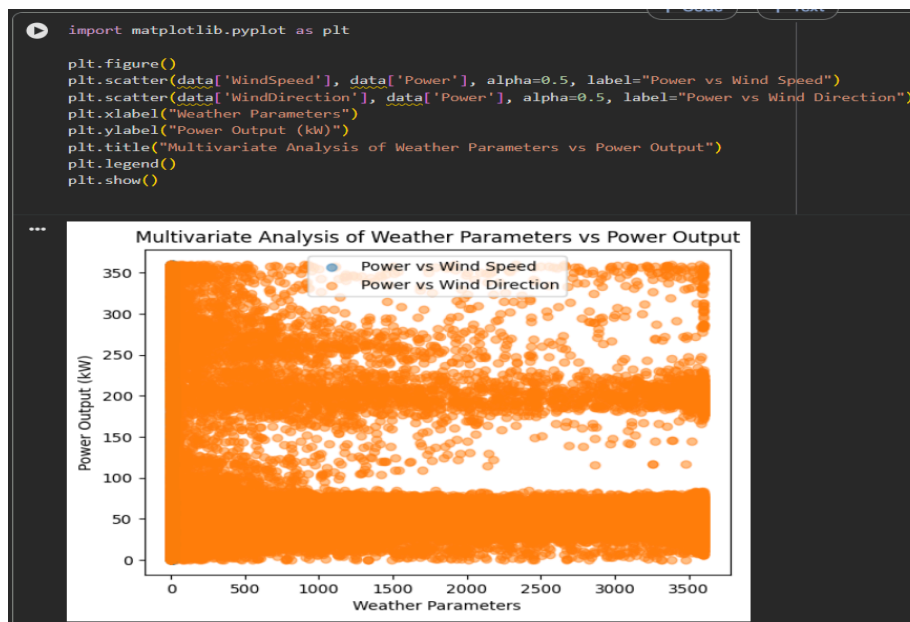 + Code + Text
import matplotlib.pyplot as plt
plt.figure()
plt.scatter(data['WindSpeed'], data['Power'], alpha=0.5, label="Power vs Wind Speed")
plt.scatter(data['WindDirection'], data['Power'], alpha=0.5, label="Power vs Wind Direction")
plt.xlabel("Weather Parameters")
plt.ylabel("Power Output (kW)")
plt.title("Multivariate Analysis of Weather Parameters vs Power Output")
plt.legend()
plt.show()
Multivariate Analysis of Weather Parameters vs Power Output
Power vs Wind Speed
Power vs Wind Direction
Power Output (kW)
350
300
250
200
150
100
50
0
0 500 1000 1500 2000 2500 3000 3500
Weather Parameters